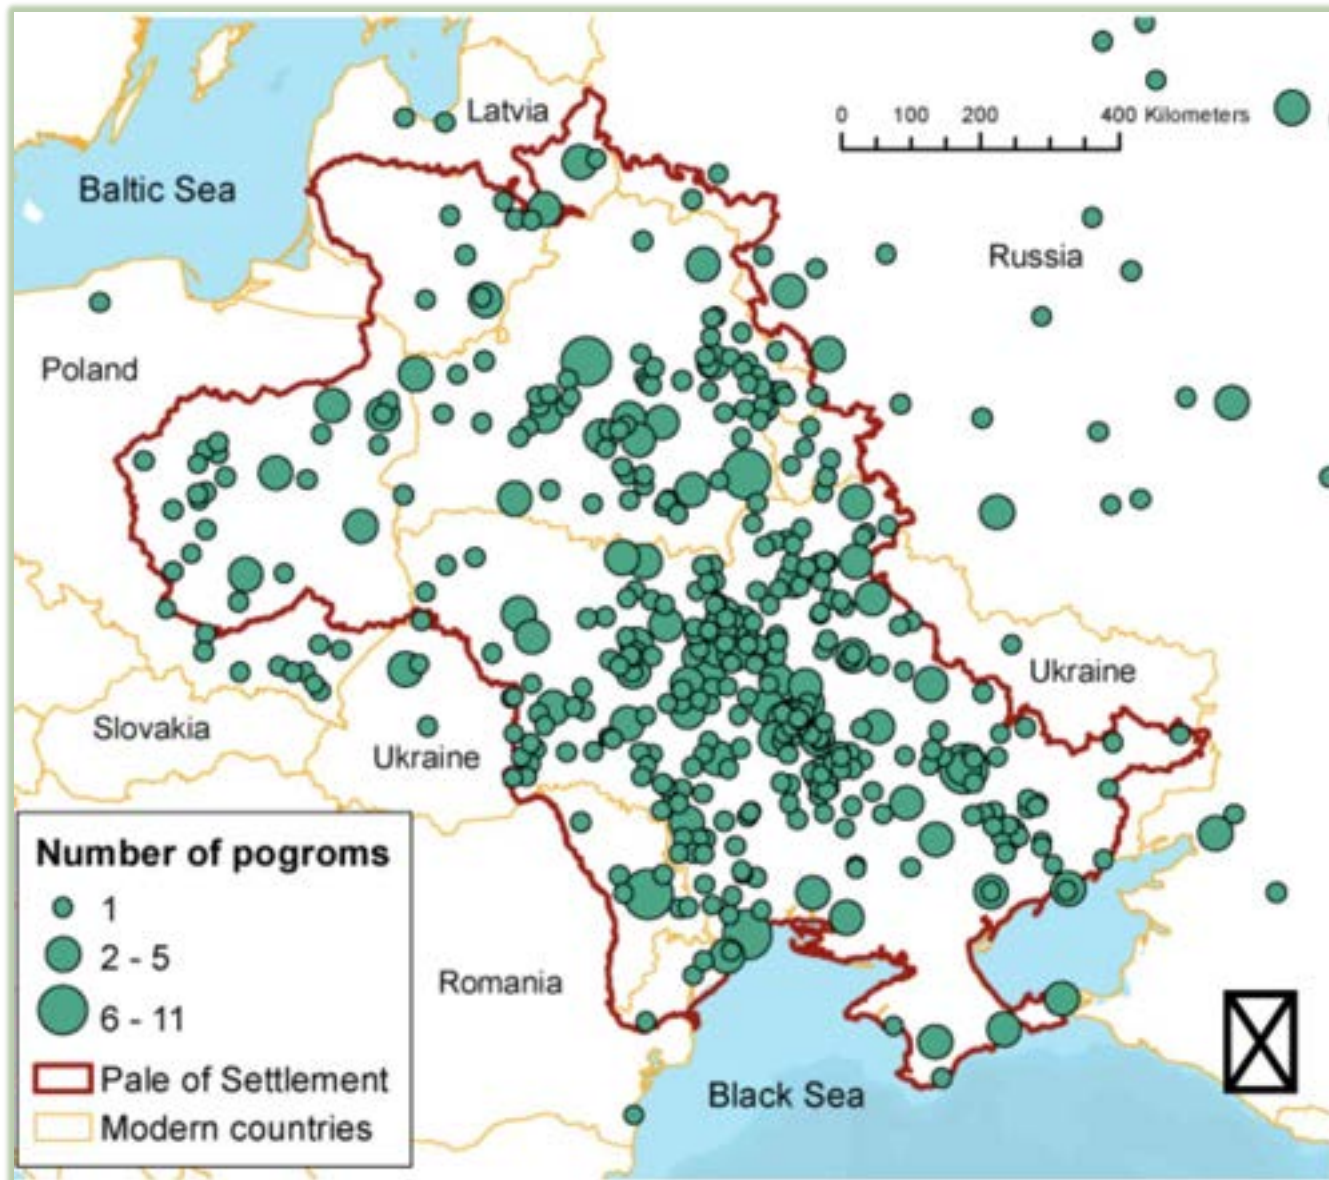 Latvia
0 100 200 400 Kilometers
Baltic Sea
Russia
Poland
Ukraine
Slovakia
Ukraine
Number of pogroms
1
2 - 5
6 - 11
Pale of Settlement
Modern countries
Romania
Black Sea